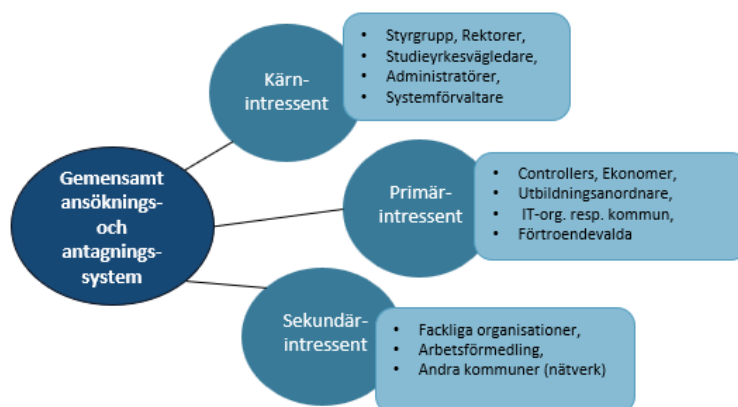 Gemensamt
ansöknings-
och
antagnings-
system
Kärn-
intressent
• Styrgrupp, Rektorer,
• Studieyrkesvägledare,
• Administratörer,
• Systemförvaltare
Primär-
intressent
• Controllers, Ekonomer,
• Utbildningsanordnare,
• IT-org. resp. kommun,
• Förtroendevalda
Sekundär-
intressent
• Fackliga organisationer,
• Arbetsförmedling,
• Andra kommuner (nätverk)